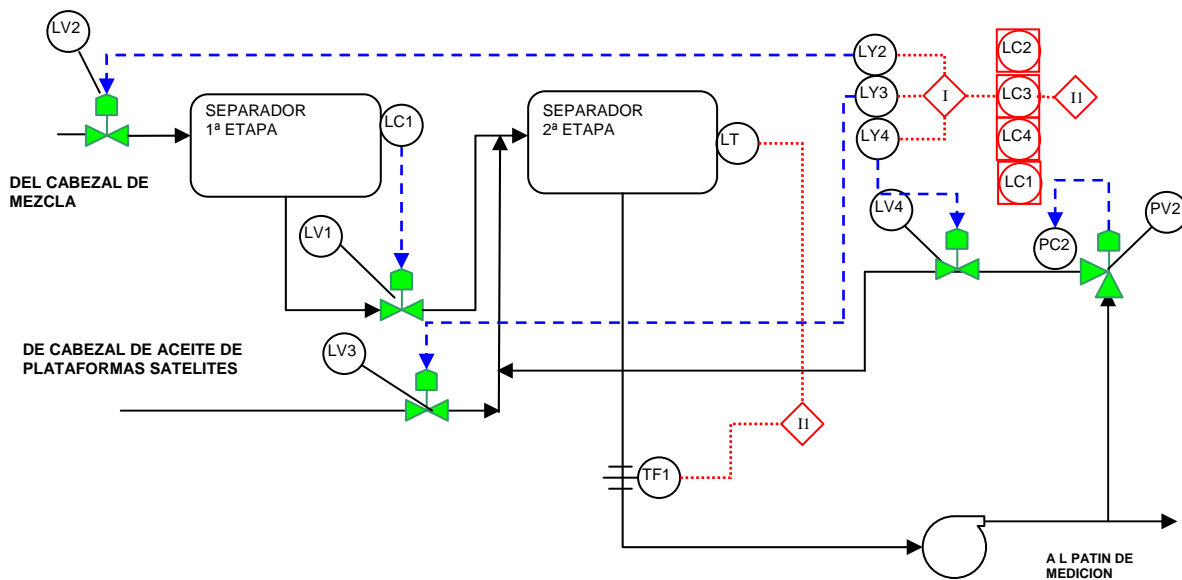 LV2
LY2
LC2
SEPARADOR
1ª ETAPA
LC1
SEPARADOR
2ª ETAPA
LT
LY3
I
LC3
I1
LY4
LC4
LC1
DEL CABEZAL DE
MEZCLA
LV1
LV4
PC2
PV2
DE CABEZAL DE ACEITE DE
PLATAFORMAS SATELITES
LV3
I1
TF1
A L PATIN DE
MEDICION